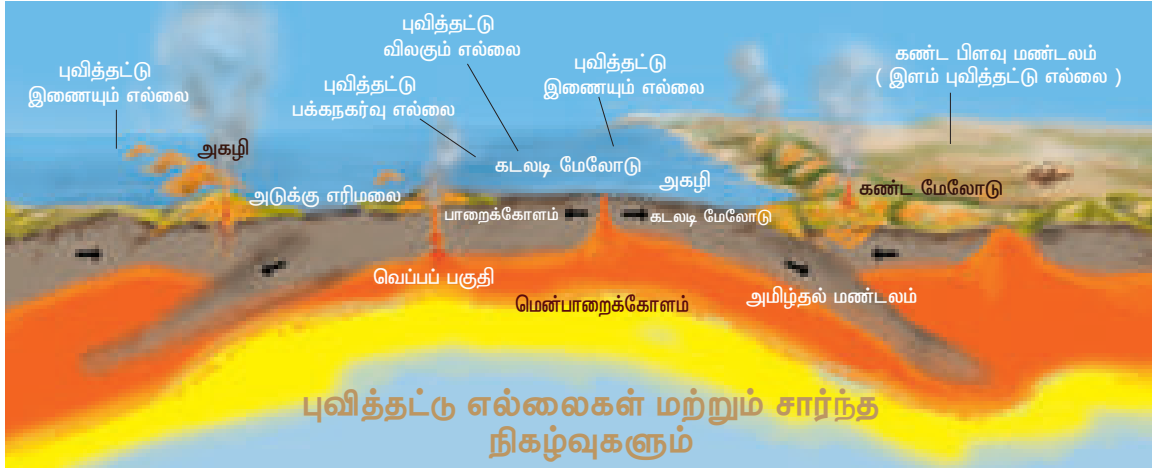 புவித்தட்டு
விலகும் எல்லை
புவித்தட்டு
இணையும் எல்லை
புவித்தட்டு
பக்கநகர்வு எல்லை
புவித்தட்டு
இணையும் எல்லை
கண்ட பிளவு மண்டலம்
( இளம் புவித்தட்டு எல்லை )
அகழி
கடலடி மேலோடு
அகழி
கண்ட மேலோடு
அடுக்கு எரிமலை
பாறைக்கோளம்
கடலடி மேலோடு
வெப்பப் பகுதி
மென்பாறைக்கோளம்
அமிழ்தல் மண்டலம்
புவித்தட்டு எல்லைகள் மற்றும் சார்ந்த
நிகழ்வுகளும்